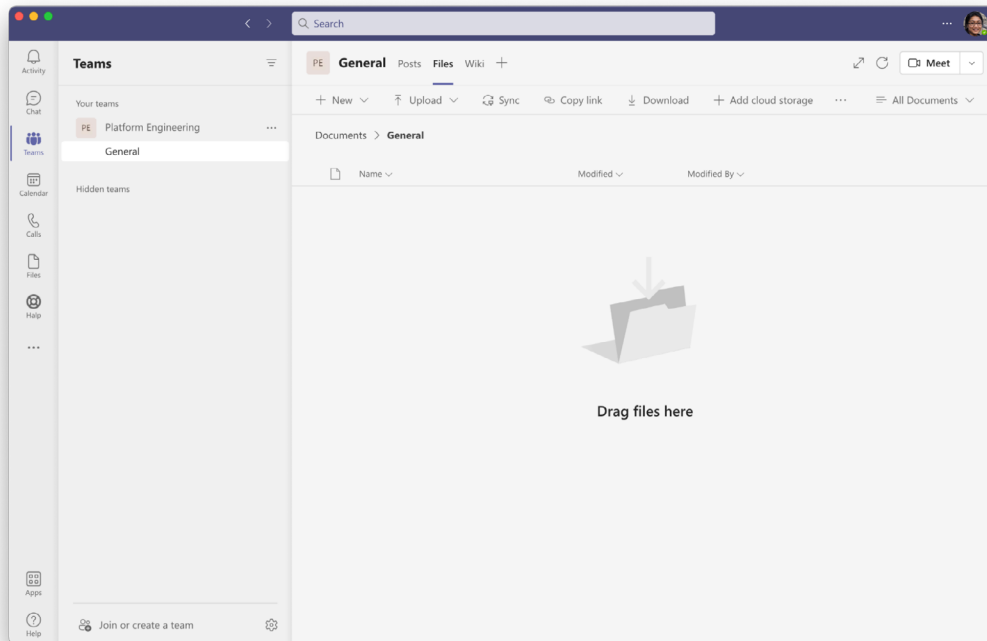 Search
...
Activity
Chat
Teams
Calendar
Calls
Files
Help
...
Apps
Help
Teams
Your teams
PE Platform Engineering ...
General
Hidden teams
Join or create a team
PE General Posts Files Wiki
Meet
New Upload Sync Copy link Download Add cloud storage ... All Documents
Documents > General
Name Modified Modified By
Drag files here